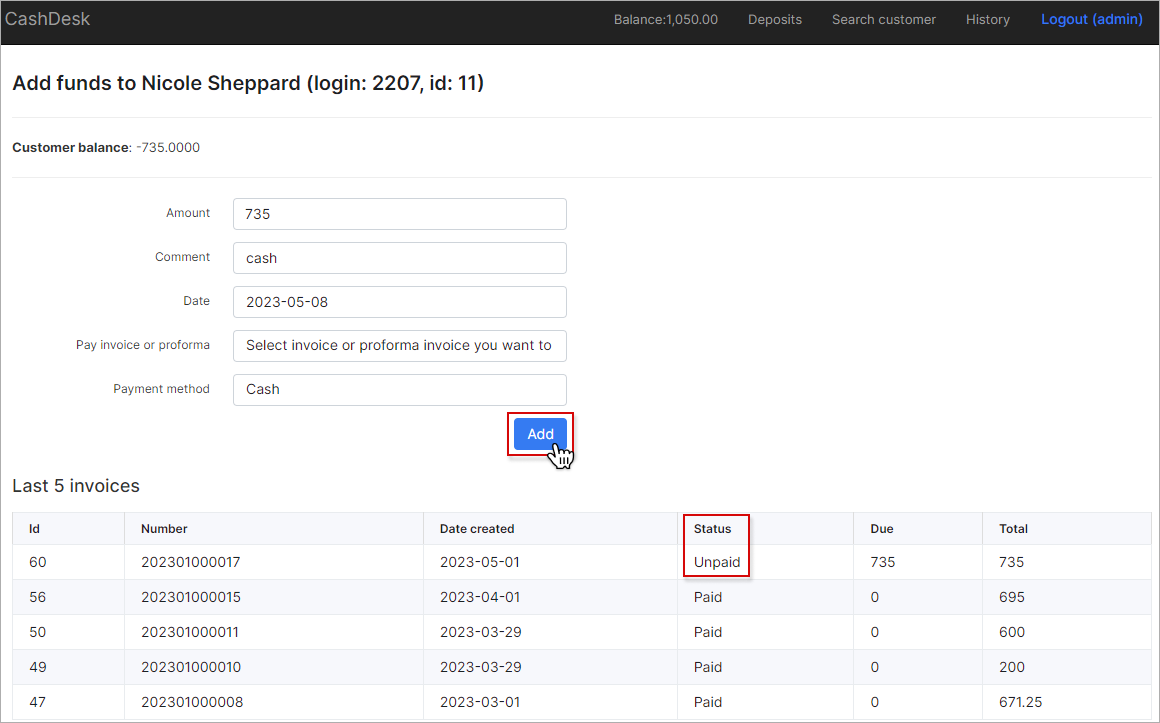 CashDesk Balance:1,050.00 Deposits Search customer History Logout (admin)
Add funds to Nicole Sheppard (login: 2207, id: 11)
Customer balance: -735.0000
Amount 735
Comment cash
Date 2023-05-08
Pay invoice or proforma Select invoice or proforma invoice you want to
Payment method Cash
Add
Last 5 invoices
Id Number Date created Status Due Total
60 202301000017 2023-05-01 Unpaid 735 735
56 202301000015 2023-04-01 Paid 0 695
50 202301000011 2023-03-29 Paid 0 600
49 202301000010 2023-03-29 Paid 0 200
47 202301000008 2023-03-01 Paid 0 671.25